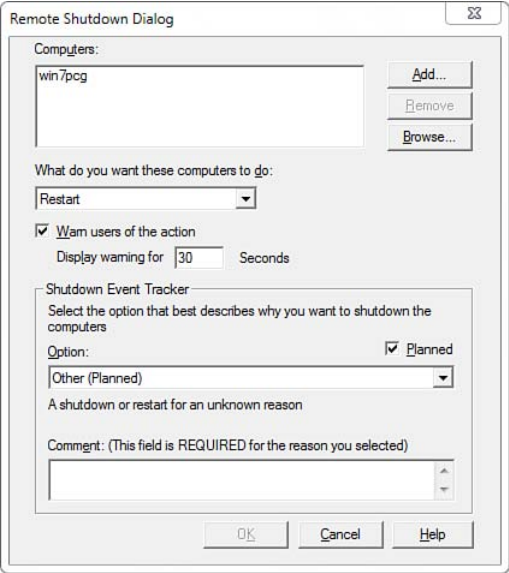 Remote Shutdown Dialog
Computers:
win7pcg
Add...
Remove
Browse...
What do you want these computers to do:
Restart
Warn users of the action
Display warning for 30 Seconds
Shutdown Event Tracker
Select the option that best describes why you want to shutdown the
computers
Option:
Planned
Other (Planned)
A shutdown or restart for an unknown reason
Comment: (This field is REQUIRED for the reason you selected)
OK
Cancel
Help